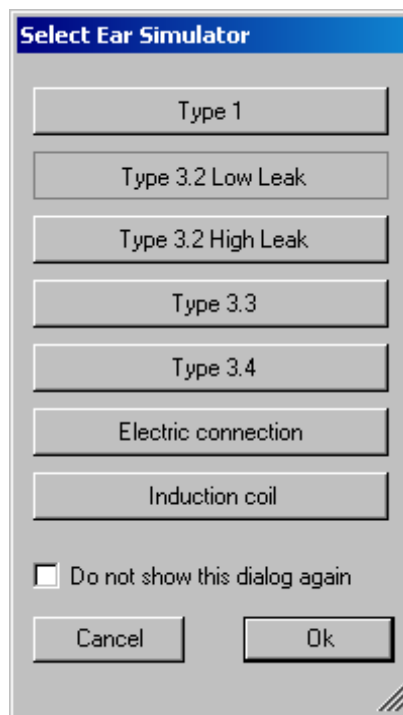 Select Ear Simulator
Type 1
Type 3.2 Low Leak
Type 3.2 High Leak
Type 3.3
Type 3.4
Electric connection
Induction coil
Do not show this dialog again
Cancel Ok